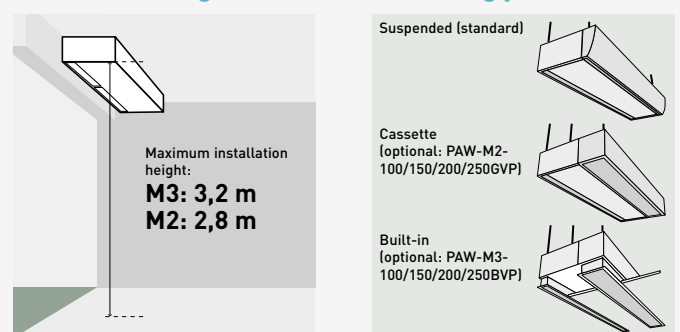 Maximum installation
height:
M3: 3,2 m
M2: 2,8 m
Suspended (standard)
Cassette
(optional: PAW-M2-
100/150/200/250GVP)
Built-in
(optional: PAW-M3-
100/150/200/250BVP)